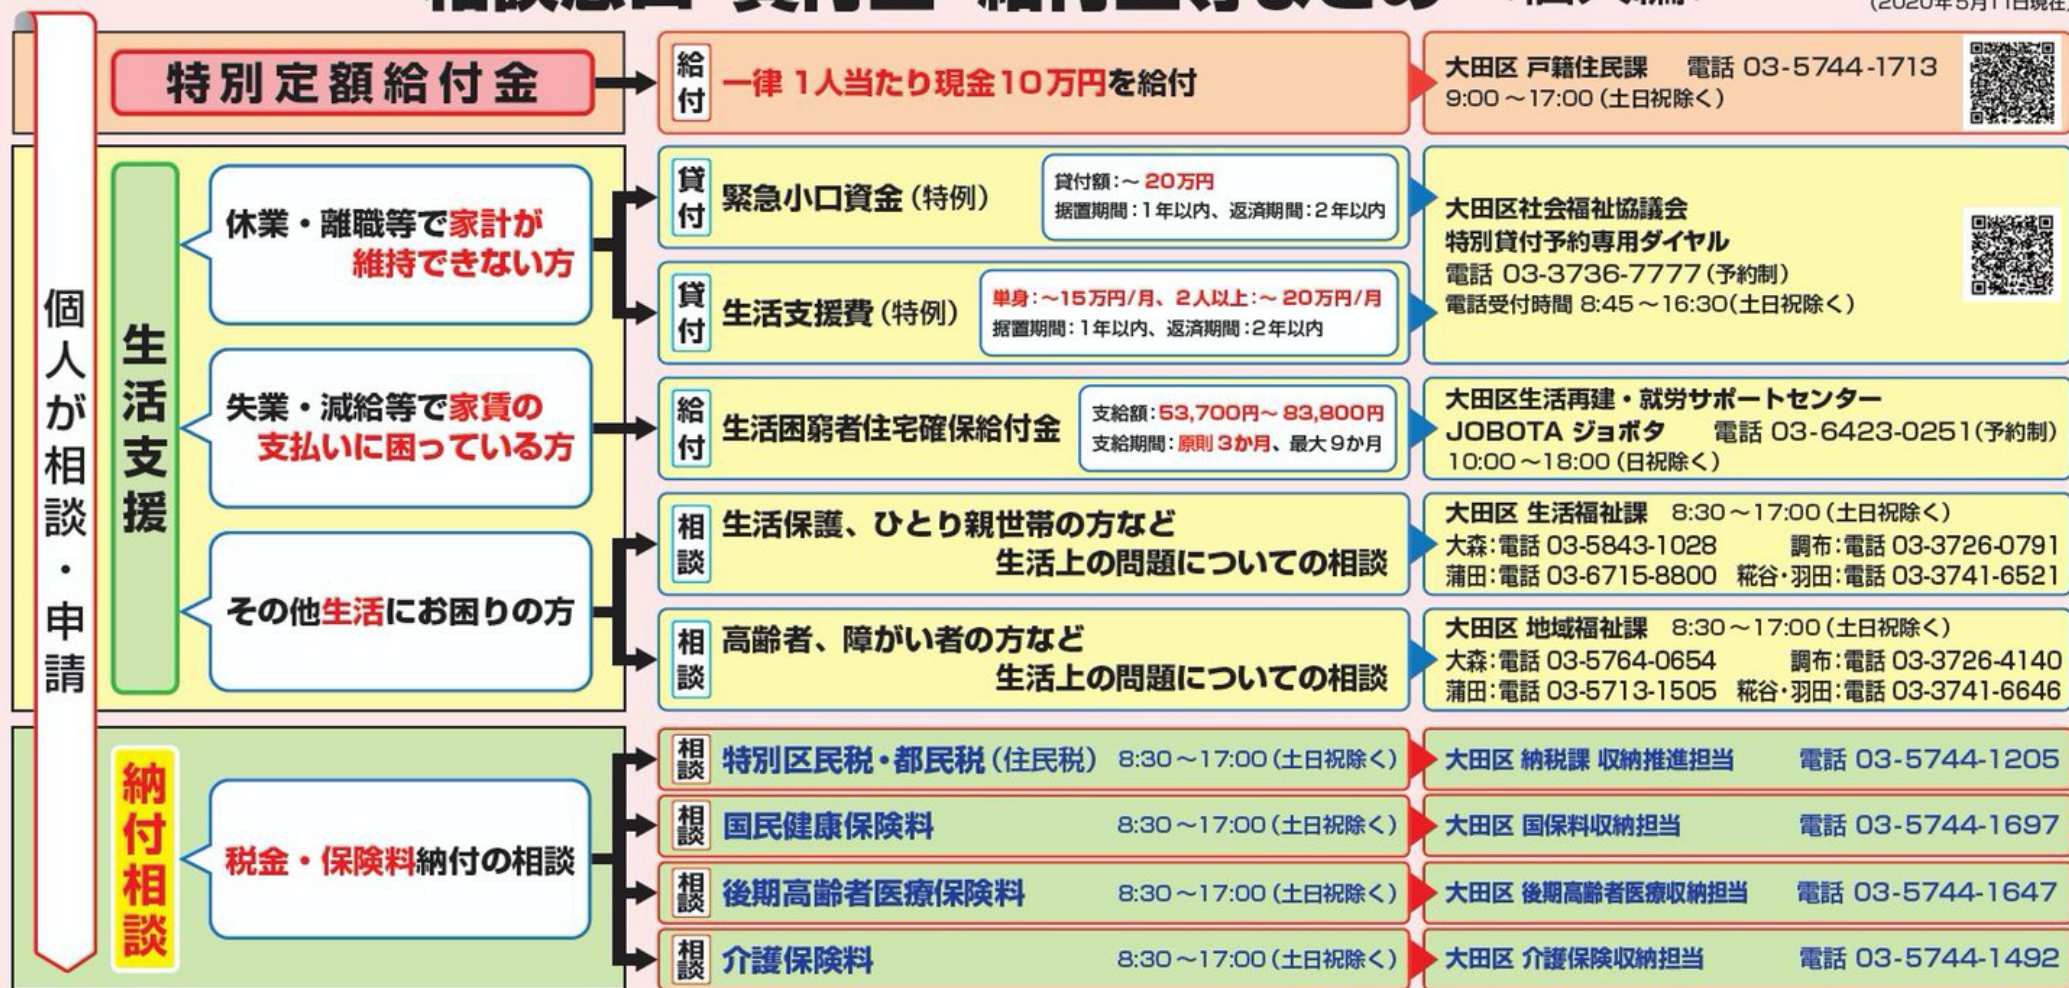 (2020年5月11日現在)
個人が相談・申請
特別定額給付金
給付
一律 1人当たり現金10万円を給付
大田区 戸籍住民課 電話 03-5744-1713
9:00～17:00(土日祝除く)
生活支援
休業・離職等で家計が
維持できない方
貸付
緊急小口資金(特例)
貸付額:～20万円
据置期間:1年以内、返済期間:2年以内
貸付
生活支援費(特例)
単身:～15万円/月、2人以上:～20万円/月
据置期間:1年以内、返済期間:2年以内
大田区社会福祉協議会
特別貸付予約専用ダイヤル
電話 03-3736-7777(予約制)
電話受付時間 8:45～16:30(土日祝除く)
失業・減給等で家賃の
支払いに困っている方
給付
生活困窮者住宅確保給付金
支給額:53,700円～83,800円
支給期間:原則3か月、最大9か月
大田区生活再建・就労サポートセンター
JOBOTA ジョボタ 電話 03-6423-0251(予約制)
10:00～18:00(日祝除く)
その他生活にお困りの方
相談
生活保護、ひとり親世帯の方など
生活上の問題についての相談
大田区 生活福祉課 8:30～17:00(土日祝除く)
大森:電話 03-5843-1028 調布:電話 03-3726-0791
蒲田:電話 03-6715-8800 糀谷・羽田:電話 03-3741-6521
相談
高齢者、障がい者の方など
生活上の問題についての相談
大田区 地域福祉課 8:30～17:00(土日祝除く)
大森:電話 03-5764-0654 調布:電話 03-3726-4140
蒲田:電話 03-5713-1505 糀谷・羽田:電話 03-3741-6646
納付相談
税金・保険料納付の相談
相談
特別区民税・都民税(住民税) 8:30～17:00(土日祝除く)
大田区 納税課 収納推進担当 電話 03-5744-1205
相談
国民健康保険料 8:30～17:00(土日祝除く)
大田区 国保料収納担当 電話 03-5744-1697
相談
後期高齢者医療保険料 8:30～17:00(土日祝除く)
大田区 後期高齢者医療収納担当 電話 03-5744-1647
相談
介護保険料 8:30～17:00(土日祝除く)
大田区 介護保険収納担当 電話 03-5744-1492